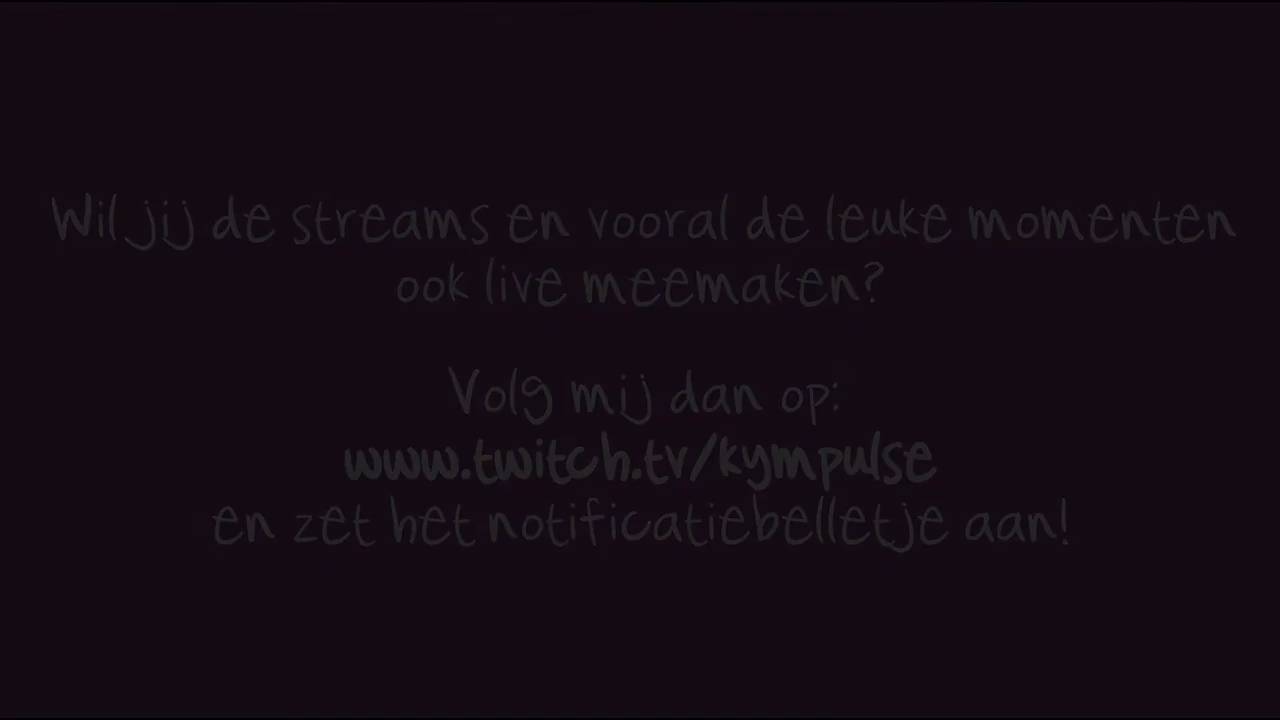 Wil jij de streams en vooral de leuke momenten
ook live meemaken?
Volg mij dan op:
www.twitch.tv/kympulse
en zet het notificatiebelletje aan!